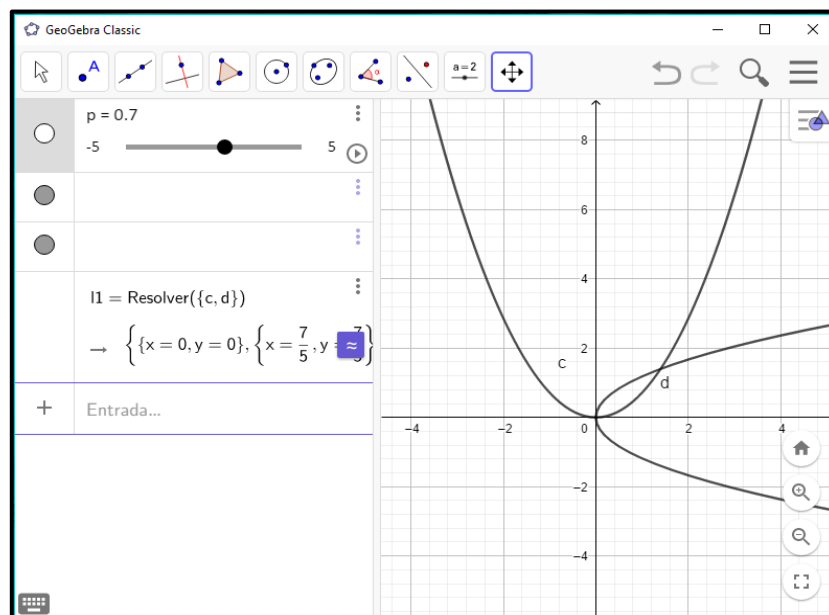 GeoGebra Classic
A
α
a=2
p = 0.7
-5
5
l1 = Resolver({c, d})
→ {{x = 0, y = 0}, {x = 7/5, y = 7/5}
≈
+
Entrada...
8
6
4
2
0
−2
−4
−4
−2
2
4
c
d